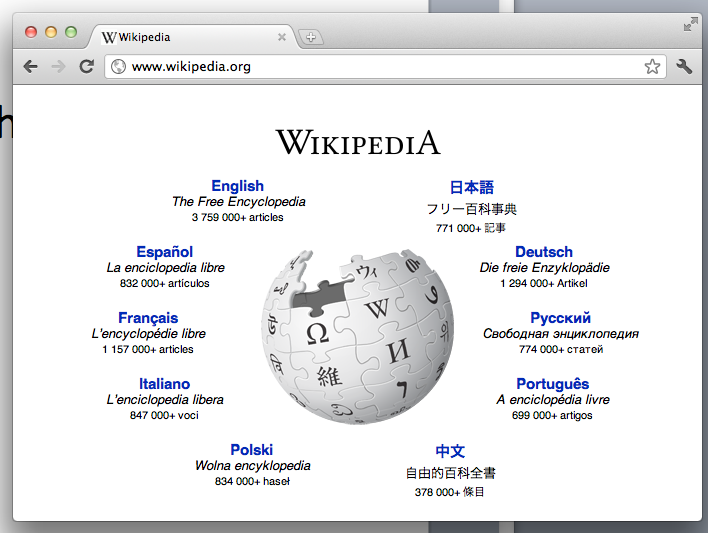 Wikipedia
www.wikipedia.org
h
WIKIPEDIA
English
The Free Encyclopedia
3 759 000+ articles
日本語
フリー百科事典
771 000+ 記事
Español
La enciclopedia libre
832 000+ artículos
Deutsch
Die freie Enzyklopädie
1 294 000+ Artikel
Français
L'encyclopédie libre
1 157 000+ articles
Русский
Свободная энциклопедия
774 000+ статей
Italiano
L'enciclopedia libera
847 000+ voci
Português
A enciclopédia livre
699 000+ artigos
Polski
Wolna encyklopedia
834 000+ haseł
中文
自由的百科全書
378 000+ 條目
ウィ
W
Ω
И
維